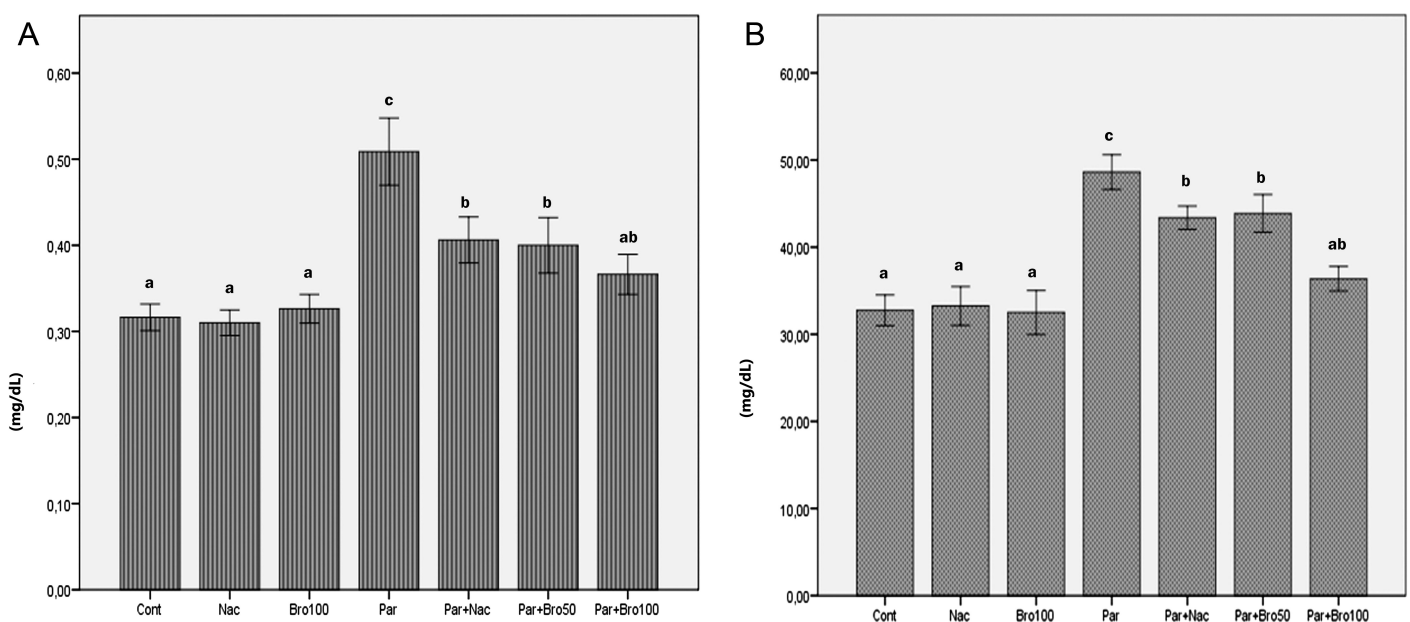 A
0,60
0,50
0,40
0,30
0,20
0,10
0,00
(mg/dL)
a
a
a
c
b
b
ab
Cont Nac Bro100 Par Par+Nac Par+Bro50 Par+Bro100
B
60,00
50,00
40,00
30,00
20,00
10,00
0,00
(mg/dL)
a
a
a
c
b
b
ab
Cont Nac Bro100 Par Par+Nac Par+Bro50 Par+Bro100